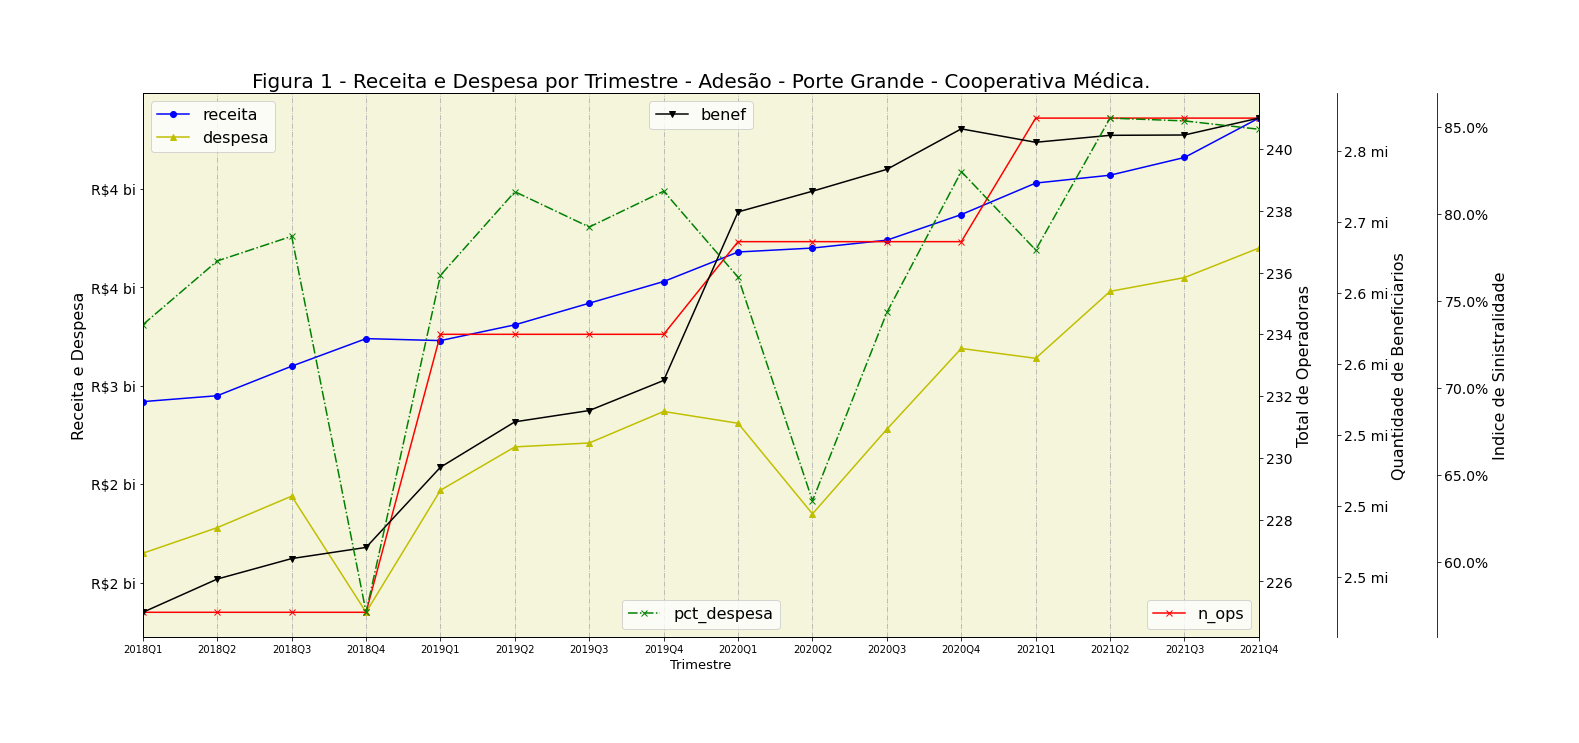 Figura 1 - Receita e Despesa por Trimestre - Adesão - Porte Grande - Cooperativa Médica.
receita
despesa
benef
pct_despesa
n_ops
Receita e Despesa
R$4 bi
R$4 bi
R$3 bi
R$2 bi
R$2 bi
2018Q1 2018Q2 2018Q3 2018Q4 2019Q1 2019Q2 2019Q3 2019Q4 2020Q1 2020Q2 2020Q3 2020Q4 2021Q1 2021Q2 2021Q3 2021Q4
Trimestre
240
238
236
234
232
230
228
226
Total de Operadoras
2.8 mi
2.7 mi
2.6 mi
2.6 mi
2.5 mi
2.5 mi
2.5 mi
Quantidade de Beneficiarios
85.0%
80.0%
75.0%
70.0%
65.0%
60.0%
Indice de Sinistralidade